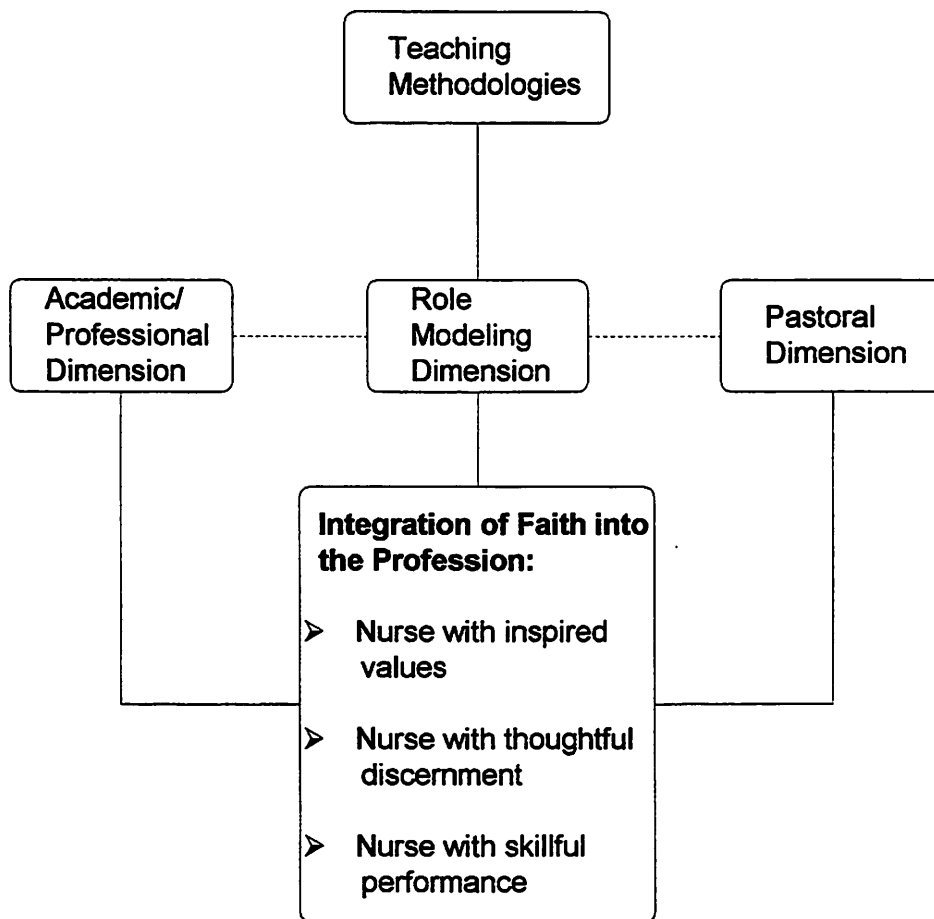 Teaching
Methodologies
Academic/
Professional
Dimension
Role
Modeling
Dimension
Pastoral
Dimension
Integration of Faith into
the Profession:
➢ Nurse with inspired
values
➢ Nurse with thoughtful
discernment
➢ Nurse with skillful
performance